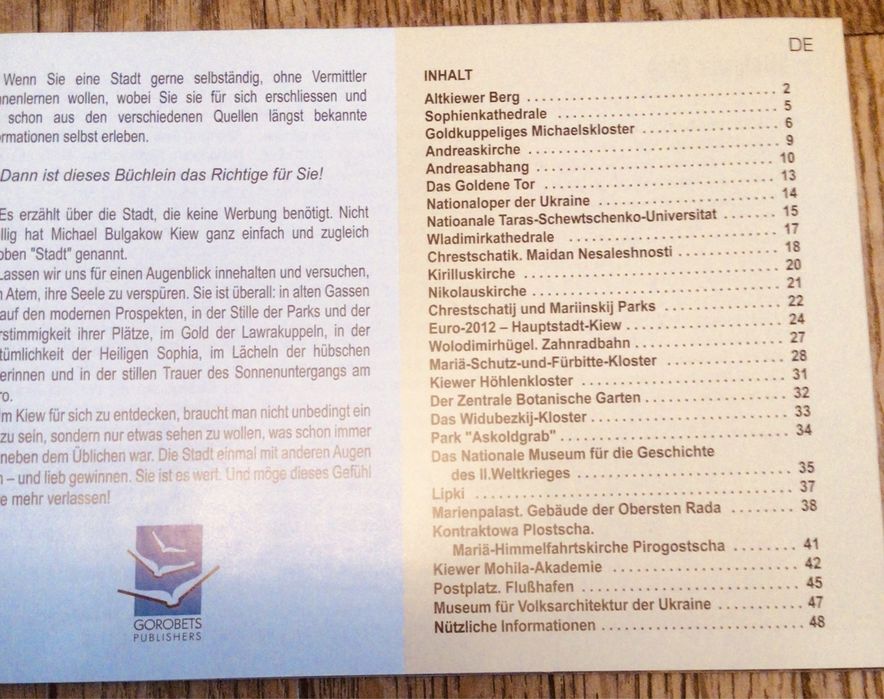 Wenn Sie eine Stadt gerne selbständig, ohne Vermittler
wollen, wobei Sie sie für sich erschliessen und
schon aus den verschiedenen Quellen längst bekannte
selbst erleben.
Dann ist dieses Büchlein das Richtige für Sie!
Es erzählt über die Stadt, die keine Werbung benötigt. Nicht
hat Michael Bulgakow Kiew ganz einfach und zugleich
"Stadt" genannt.
Lassen wir uns für einen Augenblick innehalten und versuchen,
Atem, ihre Seele zu verspüren. Sie ist überall: in alten Gassen
auf den modernen Prospekten, in der Stille der Parks und der
ihrer Plätze, im Gold der Lawrakuppeln, in der
der Heiligen Sophia, im Lächeln der hübschen
und in der stillen Trauer des Sonnenuntergangs am
Kiew für sich zu entdecken, braucht man nicht unbedingt ein
zu sein, sondern nur etwas sehen zu wollen, was schon immer
neben dem Üblichen war. Die Stadt einmal mit anderen Augen
– und lieb gewinnen. Sie ist es wert. Und möge dieses Gefühl
mehr verlassen!
GOROBETS
PUBLISHERS
DE
INHALT
Altkiewer Berg 2
Sophienkathedrale 5
Goldkuppeliges Michaelskloster 6
Andreaskirche 9
Andreasabhang 10
Das Goldene Tor 13
Nationaloper der Ukraine 14
Natioanale Taras-Schewtschenko-Universitat 15
Wladimirkathedrale 17
Chrestschatik. Maidan Nesaleshnosti 18
Kirilluskirche 20
Nikolauskirche 21
Chrestschatij und Mariinskij Parks 22
Euro-2012 – Hauptstadt-Kiew 24
Wolodimirhügel. Zahnradbahn 27
Mariä-Schutz-und-Fürbitte-Kloster 28
Kiewer Höhlenkloster 31
Der Zentrale Botanische Garten 32
Das Widubezkij-Kloster 33
Park "Askoldgrab" 34
Das Nationale Museum für die Geschichte
des II.Weltkrieges 35
Lipki 37
Marienpalast. Gebäude der Obersten Rada 38
Kontraktowa Plostscha.
Mariä-Himmelfahrtskirche Pirogostscha 41
Kiewer Mohila-Akademie 42
Postplatz. Flußhafen 45
Museum für Volksarchitektur der Ukraine 47
Nützliche Informationen 48